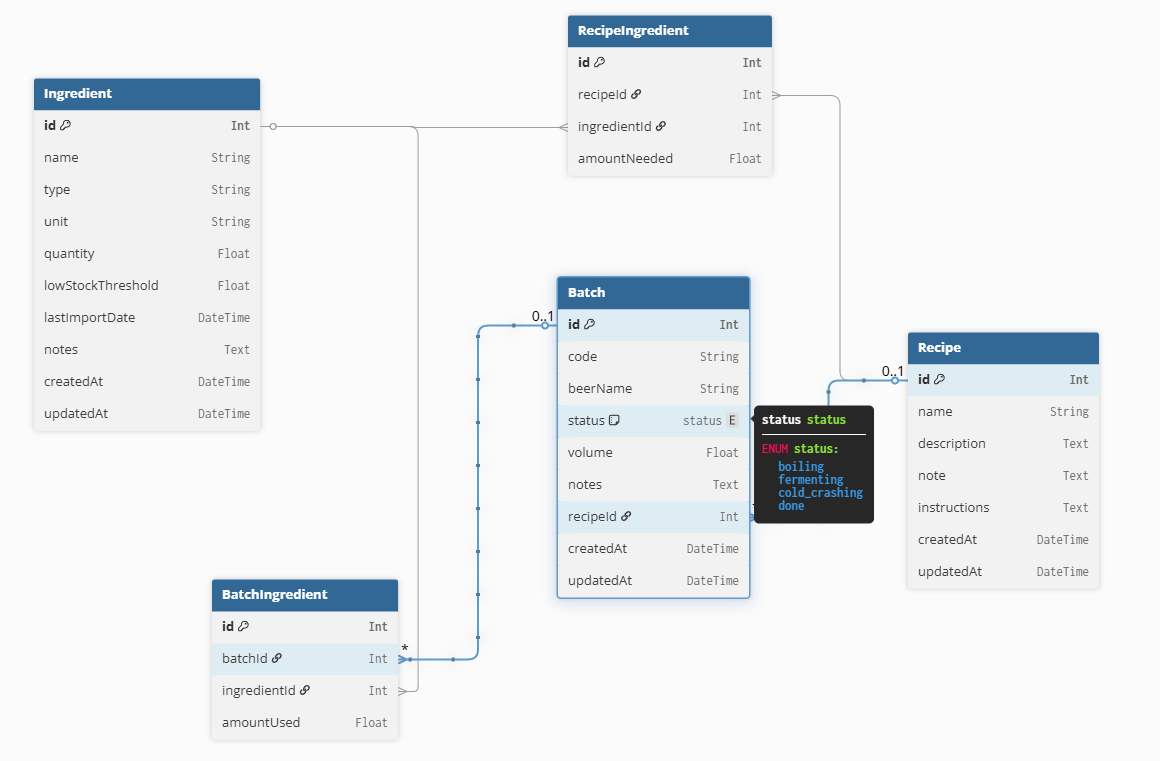 RecipeIngredient
id Int
recipeId Int
ingredientId Int
amountNeeded Float
Ingredient
id Int
name String
type String
unit String
quantity Float
lowStockThreshold Float
lastImportDate DateTime
notes Text
createdAt DateTime
updatedAt DateTime
Batch
0..1
id Int
code String
beerName String
status status E
volume Float
notes Text
recipeId Int
createdAt DateTime
updatedAt DateTime
status status
ENUM status:
boiling
fermenting
cold_crashing
done
Recipe
0..1
id Int
name String
description Text
note Text
instructions Text
createdAt DateTime
updatedAt DateTime
BatchIngredient
id Int
*
batchId Int
ingredientId Int
amountUsed Float